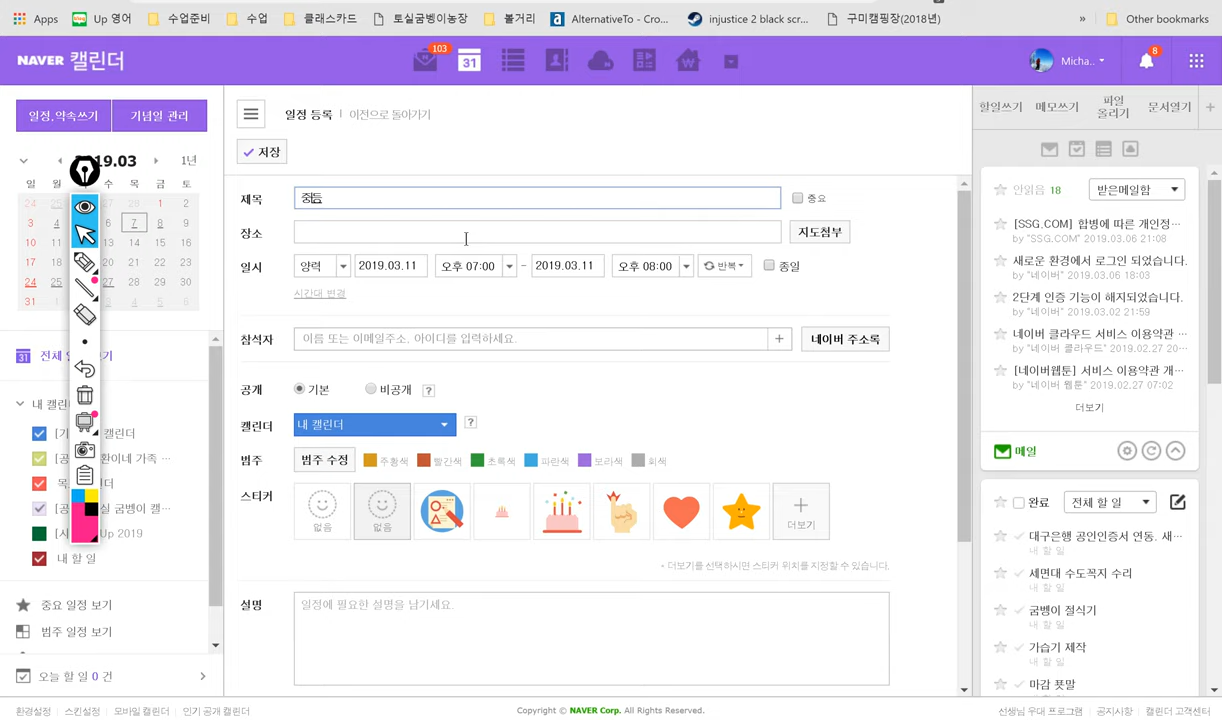 Apps Up 영어 수업준비 수업 클래스카드 토실굼벵이농장 볼거리 AlternativeTo - Cro... injustice 2 black scr... 구미캠핑장(2018년) » Other bookmarks
NAVER 캘린더 103 31 Micha.. 8
일정.약속쓰기 기념일 관리
일정 등록 이전으로 돌아가기
할일쓰기 메모쓰기 파일 올리기 문서열기 +
저장
19.03 1년
일 월 수 목 금 토
24 25 28 1 2
3 4 6 7 8 9
10 11 13 14 15 16
17 18 20 21 22 23
24 25 27 28 29 30
31 1 3 4 5 6
제목 중등 중요
장소 지도첨부
일시 양력 2019.03.11 오후 07:00 - 2019.03.11 오후 08:00 반복 종일
시간대 변경
참석자 이름 또는 이메일주소, 아이디를 입력하세요. + 네이버 주소록
공개 기본 비공개 ?
캘린더 내 캘린더 ?
범주 범주 수정 주황색 빨간색 초록색 파란색 보라색 회색
스티커 없음 없음 더보기
- 더보기를 선택하시면 스티커 위치를 지정할 수 있습니다.
설명 일정에 필요한 설명을 남기세요.
31 전체 기
내 캘린
[기 캘린더
[공 환이네 가족 ...
목 더
[공 실 굼벵이 캘...
[시 Up 2019
내 할 일
중요 일정 보기
범주 일정 보기
오늘 할 일 0 건
안읽음 18 받은메일함
[SSG.COM] 합병에 따른 개인정...
by "SSG.COM" 2019.03.06 21:08
새로운 환경에서 로그인 되었습니다.
by "네이버" 2019.03.06 18:03
2단계 인증 기능이 해지되었습니다.
by "네이버" 2019.03.02 21:59
네이버 클라우드 서비스 이용약관 ...
by "네이버 클라우드" 2019.02.27 20...
[네이버웹툰] 서비스 이용약관 개...
by "네이버 웹툰" 2019.02.27 07:02
더보기
메일
완료 전체 할 일
대구은행 공인인증서 연동. 새...
내 할 일
세면대 수도꼭지 수리
내 할 일
굼벵이 절식기
내 할 일
가습기 제작
내 할 일
마감 푯말
내 할 일
환경설정 스킨설정 모바일 캘린더 인기 공개 캘린더
Copyright © NAVER Corp. All Rights Reserved.
선생님 우대 프로그램 공지사항 캘린더 고객센터